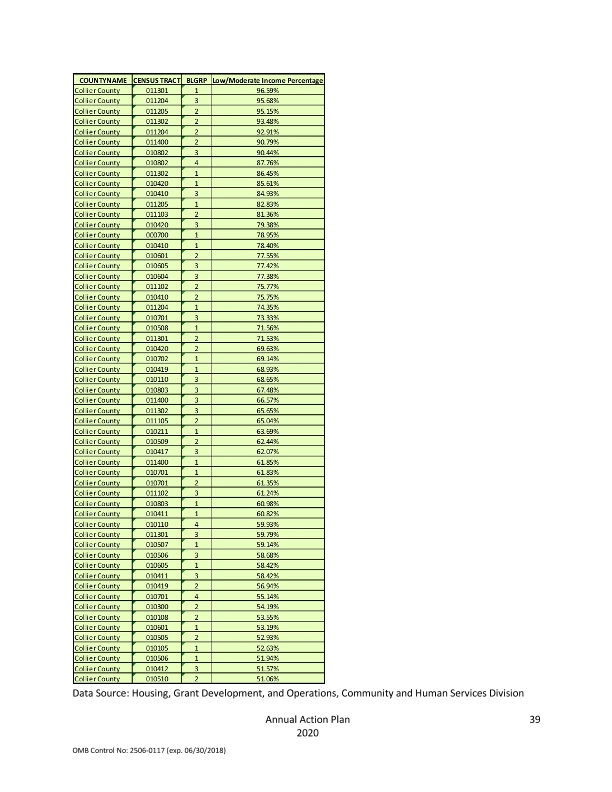 COUNTYNAME CENSUS TRACT BLGRP Low/Moderate Income Percentage
Collier County 011301 1 96.59%
Collier County 011204 3 95.68%
Collier County 011205 2 95.15%
Collier County 011302 2 93.48%
Collier County 011204 2 92.91%
Collier County 011400 2 90.79%
Collier County 010802 3 90.44%
Collier County 010802 4 87.76%
Collier County 011302 1 86.45%
Collier County 010420 1 85.61%
Collier County 010410 3 84.93%
Collier County 011205 1 82.83%
Collier County 011103 2 81.36%
Collier County 010420 3 79.38%
Collier County 000700 1 78.95%
Collier County 010410 1 78.40%
Collier County 010601 2 77.55%
Collier County 010605 3 77.42%
Collier County 010604 3 77.38%
Collier County 011102 2 75.77%
Collier County 010410 2 75.75%
Collier County 011204 1 74.35%
Collier County 010701 3 73.33%
Collier County 010508 1 71.56%
Collier County 011301 2 71.53%
Collier County 010420 2 69.63%
Collier County 010702 1 69.14%
Collier County 010419 1 68.93%
Collier County 010110 3 68.65%
Collier County 010803 3 67.48%
Collier County 011400 3 66.57%
Collier County 011302 3 65.65%
Collier County 011105 2 65.04%
Collier County 010211 1 63.69%
Collier County 010509 2 62.44%
Collier County 010417 3 62.07%
Collier County 011400 1 61.85%
Collier County 010701 1 61.83%
Collier County 010701 2 61.35%
Collier County 011102 3 61.24%
Collier County 010803 1 60.98%
Collier County 010411 1 60.82%
Collier County 010110 4 59.93%
Collier County 011301 3 59.79%
Collier County 010507 1 59.14%
Collier County 010506 3 58.68%
Collier County 010605 1 58.42%
Collier County 010411 3 58.42%
Collier County 010419 2 56.94%
Collier County 010701 4 55.14%
Collier County 010300 2 54.19%
Collier County 010108 2 53.55%
Collier County 010601 1 53.19%
Collier County 010505 2 52.93%
Collier County 010105 1 52.63%
Collier County 010506 1 51.94%
Collier County 010412 3 51.57%
Collier County 010510 2 51.06%
Data Source: Housing, Grant Development, and Operations, Community and Human Services Division
Annual Action Plan 39
2020
OMB Control No: 2506-0117 (exp. 06/30/2018)